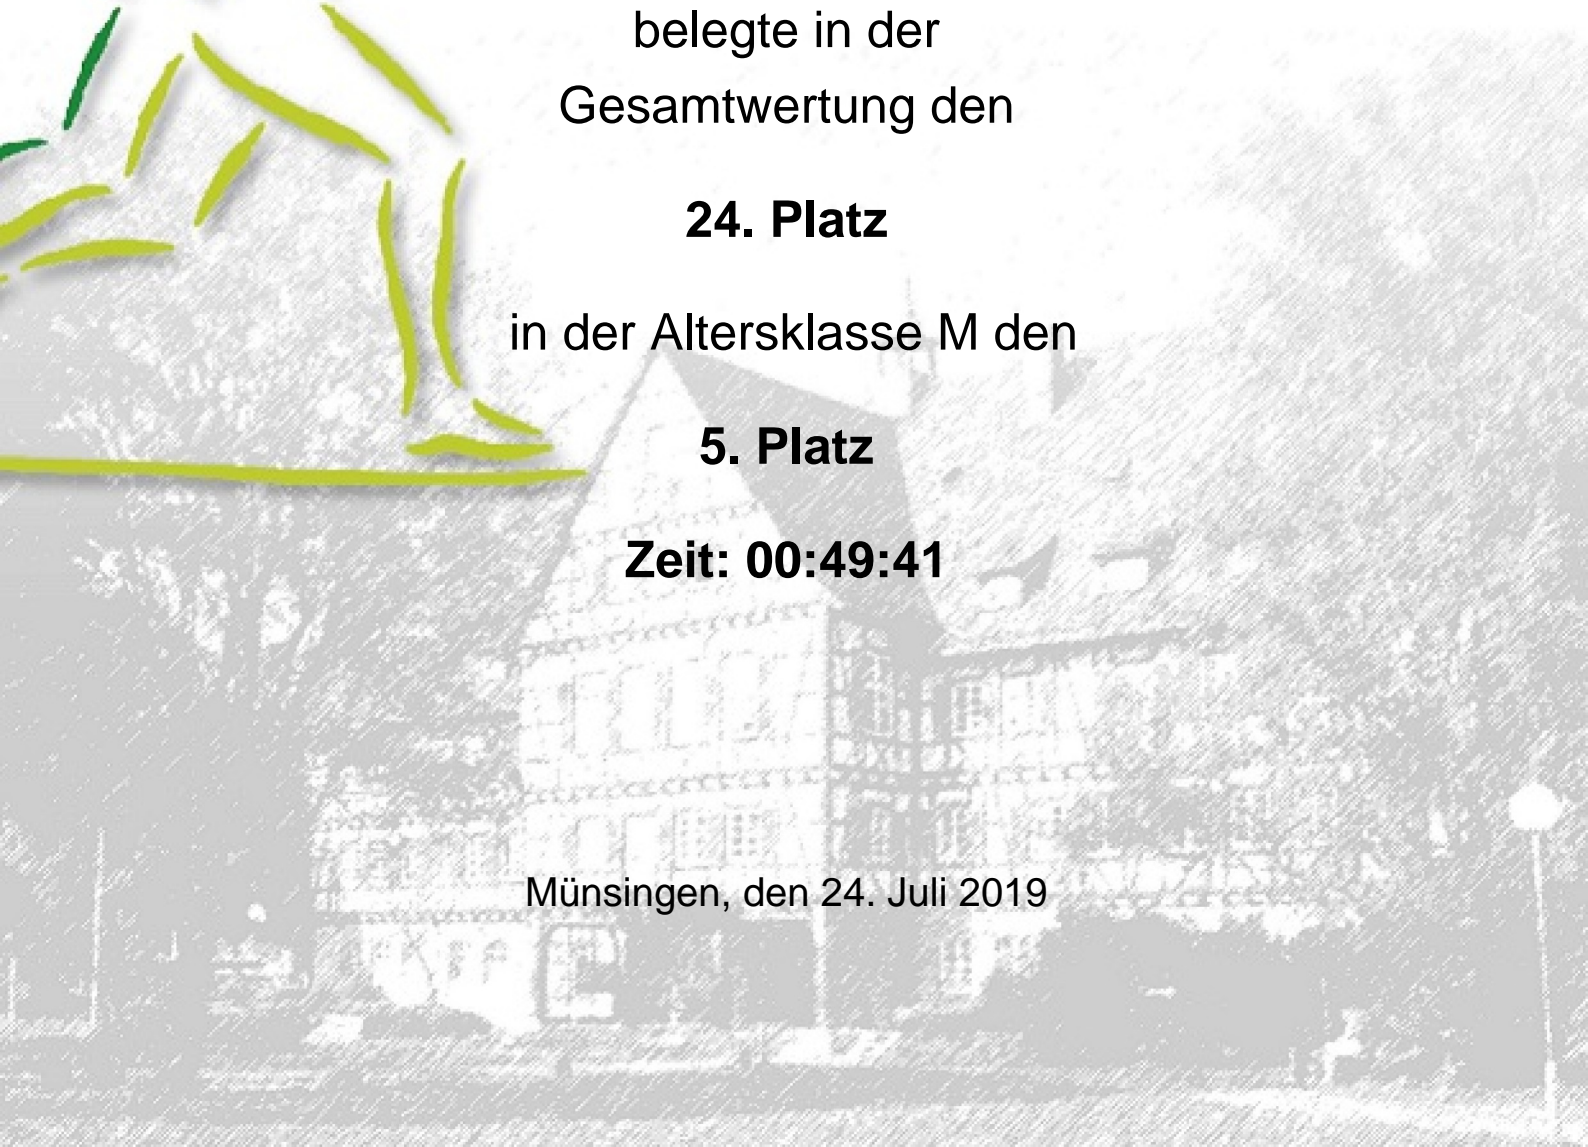 belegte in der
Gesamtwertung den
24. Platz
in der Altersklasse M den
5. Platz
Zeit: 00:49:41
Münsingen, den 24. Juli 2019